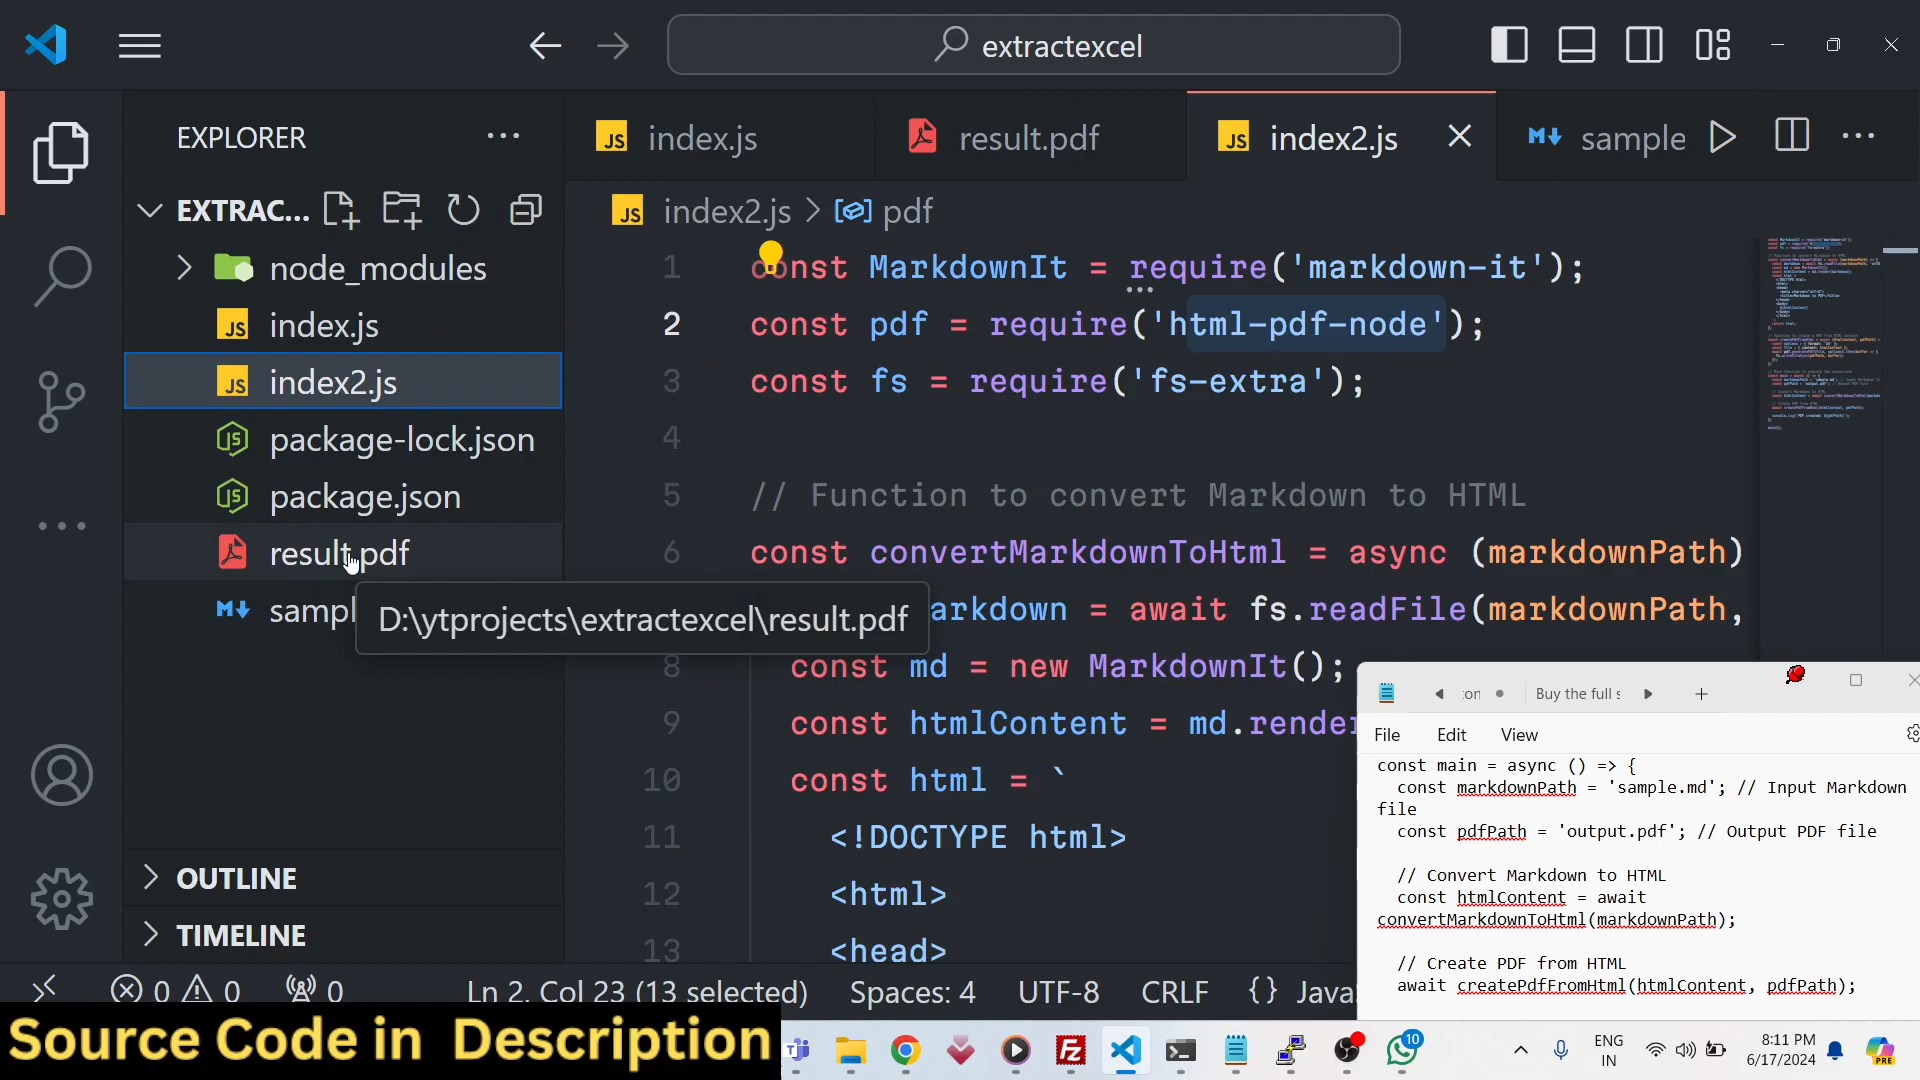 extractexcel
EXPLORER
JS index.js
result.pdf
JS index2.js
sample
EXTRAC...
JS index2.js > pdf
node_modules
JS index.js
JS index2.js
package-lock.json
package.json
result.pdf
sampl
D:\ytprojects\extractexcel\result.pdf
OUTLINE
TIMELINE
1 const MarkdownIt = require('markdown-it');
2 const pdf = require('html-pdf-node');
3 const fs = require('fs-extra');
4
5 // Function to convert Markdown to HTML
6 const convertMarkdownToHtml = async (markdownPath)
arkdown = await fs.readFile(markdownPath,
8 const md = new MarkdownIt();
9 const htmlContent = md.render
10 const html = `
11 <!DOCTYPE html>
12 <html>
13 <head>
Buy the full
File Edit View
const main = async () => {
const markdownPath = 'sample.md'; // Input Markdown
file
const pdfPath = 'output.pdf'; // Output PDF file
// Convert Markdown to HTML
const htmlContent = await
convertMarkdownToHtml(markdownPath);
// Create PDF from HTML
await createPdfFromHtml(htmlContent, pdfPath);
0 0 0 Ln 2, Col 23 (13 selected) Spaces: 4 UTF-8 CRLF {} Java
Source Code in Description
10
ENG
IN
8:11 PM
6/17/2024
PRE